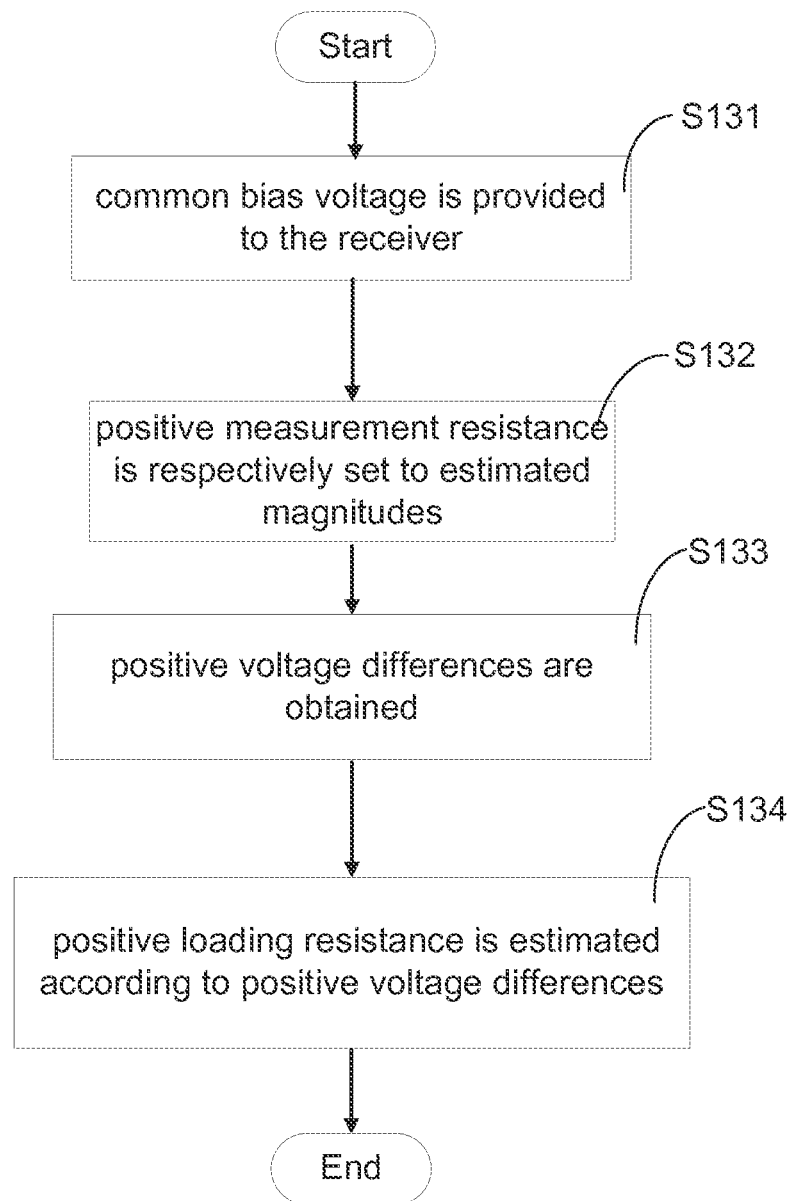 Start
S131
common bias voltage is provided
to the receiver
S132
positive measurement resistance
is respectively set to estimated
magnitudes
S133
positive voltage differences are
obtained
S134
positive loading resistance is estimated
according to positive voltage differences
End